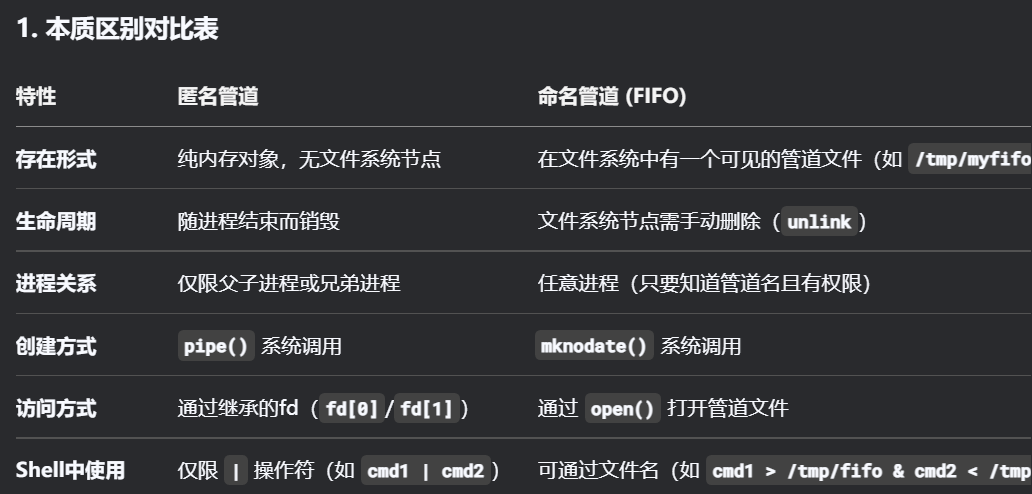 1. 本质区别对比表
特性 匿名管道 命名管道 (FIFO)
存在形式 纯内存对象，无文件系统节点 在文件系统中有一个可见的管道文件（如 /tmp/myfifo
生命周期 随进程结束而销毁 文件系统节点需手动删除（unlink）
进程关系 仅限父子进程或兄弟进程 任意进程（只要知道管道名且有权限）
创建方式 pipe() 系统调用 mknodate() 系统调用
访问方式 通过继承的fd（fd[0]/fd[1]） 通过 open() 打开管道文件
Shell中使用 仅限 | 操作符（如 cmd1 | cmd2） 可通过文件名（如 cmd1 > /tmp/fifo & cmd2 < /tmp